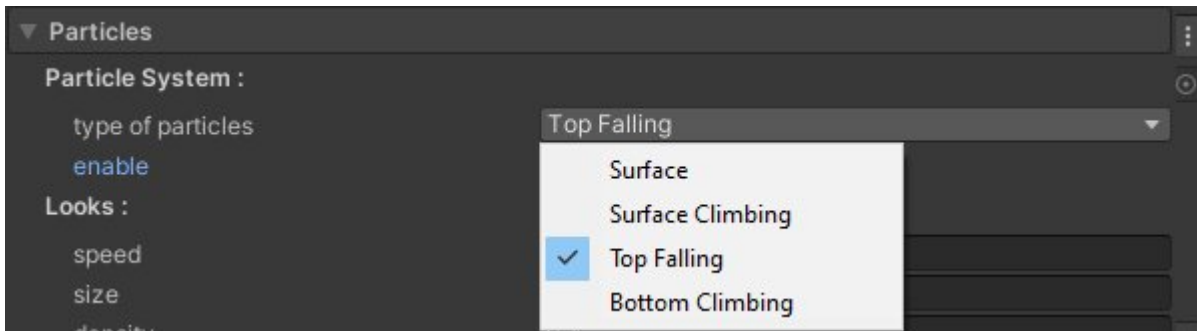 Particles
Particle System :
type of particles Top Falling
enable
Surface
Looks :
Surface Climbing
speed
Top Falling
size
Bottom Climbing
density